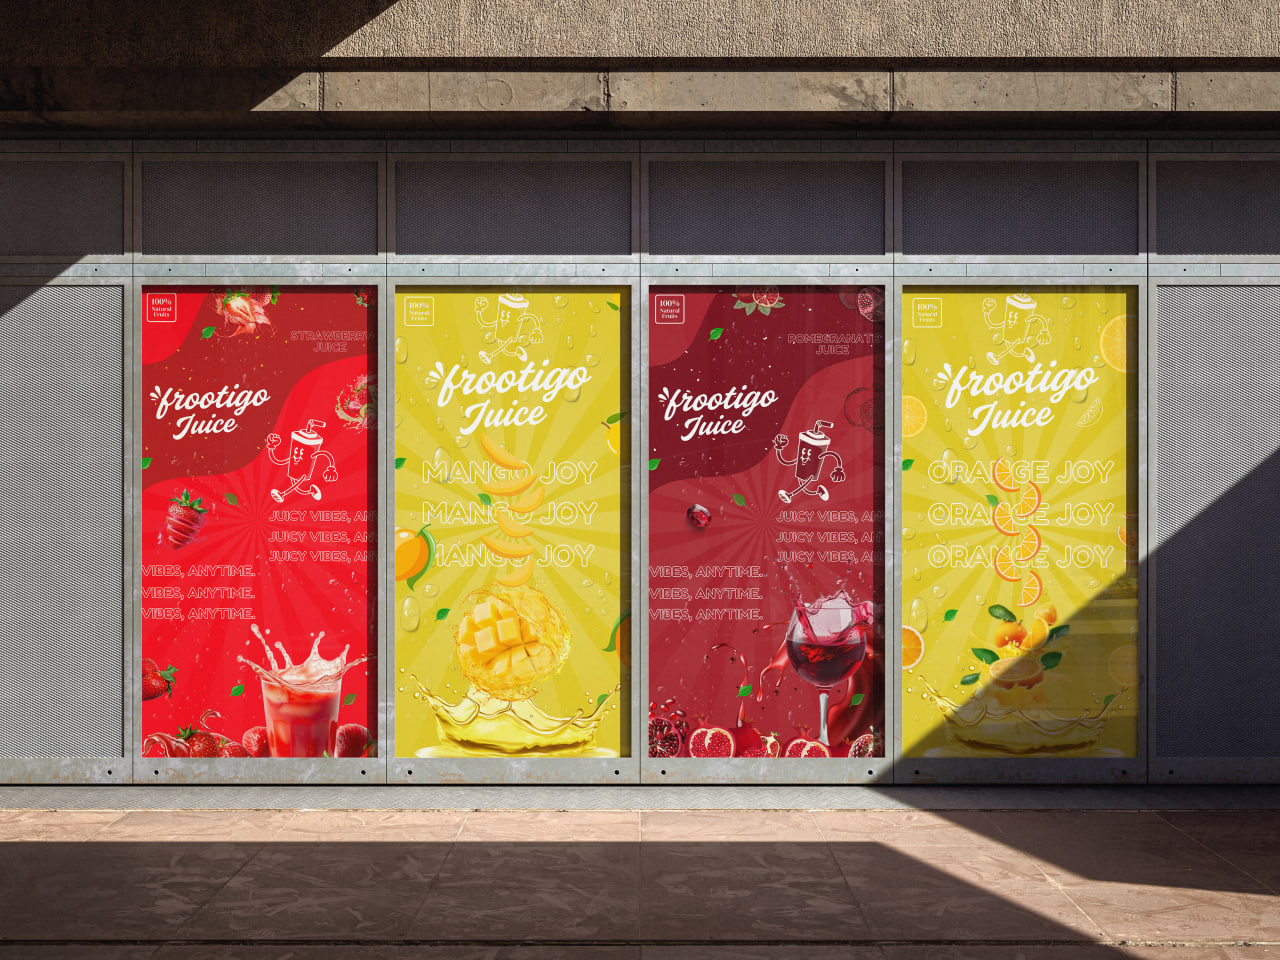 100%
Natural
Fruits
STRAWBERRY
JUICE
frootigo
Juice
JUICY VIBES, AN
JUICY VIBES, AN
JUICY VIBES, AN
VIBES, ANYTIME.
VIBES, ANYTIME.
VIBES, ANYTIME.
100%
Natural
Fruits
frootigo
Juice
MANGO JOY
MANGO JOY
MANGO JOY
100%
Natural
Fruits
POMEGRANATE
JUICE
frootigo
Juice
JUICY VIBES, AN
JUICY VIBES, AN
JUICY VIBES, AN
VIBES, ANYTIME.
VIBES, ANYTIME.
VIBES, ANYTIME.
100%
Natural
Fruits
frootigo
Juice
ORANGE JOY
ORANGE JOY
ORANGE JOY